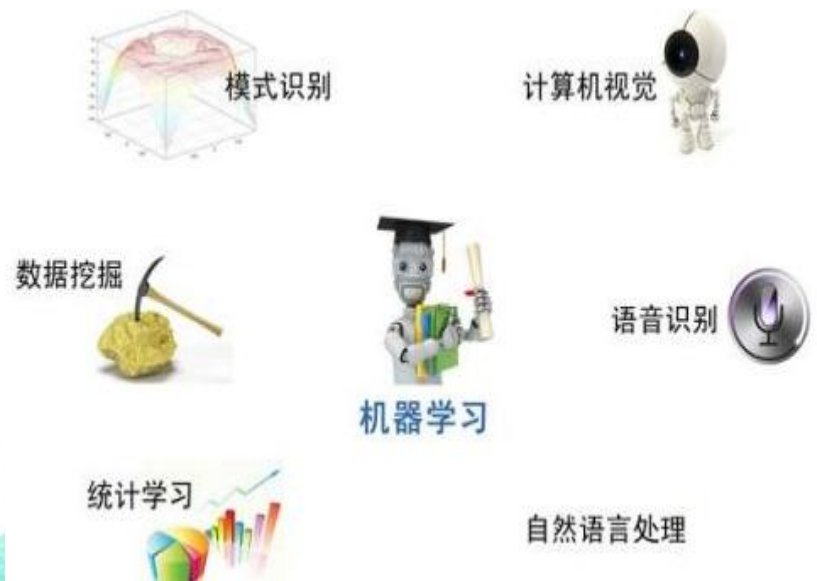 模式识别
计算机视觉
数据挖掘
语音识别
机器学习
统计学习
自然语言处理